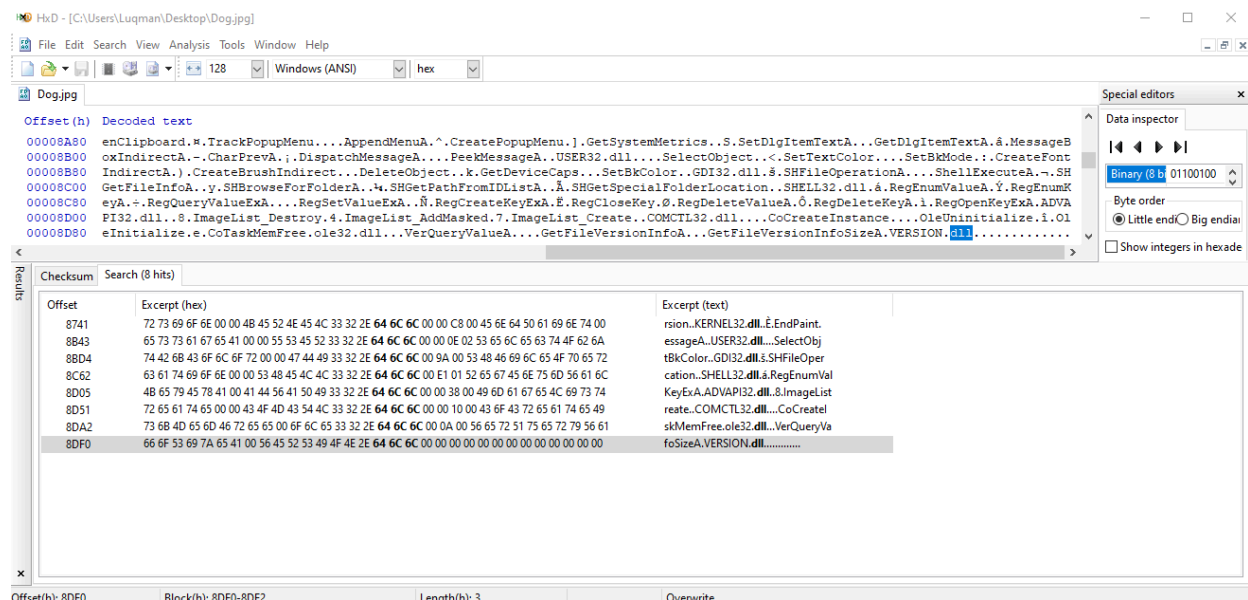 HxD - [C:\Users\Luqman\Desktop\Dog.jpg]
File Edit Search View Analysis Tools Window Help
128 Windows (ANSI) hex
Dog.jpg
Special editors
Offset(h) Decoded text
Data inspector
00008A80 enClipboard.¤.TrackPopupMenu....AppendMenuA.^.CreatePopupMenu.].GetSystemMetrics..S.SetDlgItemTextA...GetDlgItemTextA.â.MessageB
00008B00 oxIndirectA.-.CharPrevA.¡.DispatchMessageA....PeekMessageA..USER32.dll....SelectObject..<.SetTextColor....SetBkMode.:.CreateFont
00008B80 IndirectA.).CreateBrushIndirect...DeleteObject..k.GetDeviceCaps...SetBkColor..GDI32.dll.š.SHFileOperationA....ShellExecuteA.¬.SH
00008C00 GetFileInfoA..y.SHBrowseForFolderA..¼.SHGetPathFromIDListA..Ã.SHGetSpecialFolderLocation..SHELL32.dll.á.RegEnumValueA.Ý.RegEnumK
00008C80 eyA.÷.RegQueryValueExA....RegSetValueExA..Ñ.RegCreateKeyExA.Ë.RegCloseKey.Ø.RegDeleteValueA.Ô.RegDeleteKeyA.ì.RegOpenKeyExA.ADVA
00008D00 PI32.dll..8.ImageList_Destroy.4.ImageList_AddMasked.7.ImageList_Create..COMCTL32.dll....CoCreateInstance....OleUninitialize.î.Ol
00008D80 eInitialize.e.CoTaskMemFree.ole32.dll...VerQueryValueA....GetFileVersionInfoA...GetFileVersionInfoSizeA.VERSION.dll.............
Binary (8 bi 01100100
Byte order
Little endi Big endiar
Show integers in hexade
Results
Checksum Search (8 hits)
Offset Excerpt (hex) Excerpt (text)
8741 72 73 69 6F 6E 00 00 4B 45 52 4E 45 4C 33 32 2E 64 6C 6C 00 00 C8 00 45 6E 64 50 61 69 6E 74 00 rsion..KERNEL32.dll..È.EndPaint.
8B43 65 73 73 61 67 65 41 00 00 55 53 45 52 33 32 2E 64 6C 6C 00 00 0E 02 53 65 6C 65 63 74 4F 62 6A essageA..USER32.dll....SelectObj
8BD4 74 42 6B 43 6F 6C 6F 72 00 00 47 44 49 33 32 2E 64 6C 6C 00 9A 00 53 48 46 69 6C 65 4F 70 65 72 tBkColor..GDI32.dll.š.SHFileOper
8C62 63 61 74 69 6F 6E 00 00 53 48 45 4C 4C 33 32 2E 64 6C 6C 00 E1 01 52 65 67 45 6E 75 6D 56 61 6C cation..SHELL32.dll.á.RegEnumVal
8D05 4B 65 79 45 78 41 00 41 44 56 41 50 49 33 32 2E 64 6C 6C 00 00 38 00 49 6D 61 67 65 4C 69 73 74 KeyExA.ADVAPI32.dll..8.ImageList
8D51 72 65 61 74 65 00 00 43 4F 4D 43 54 4C 33 32 2E 64 6C 6C 00 00 10 00 43 6F 43 72 65 61 74 65 49 reate..COMCTL32.dll....CoCreateI
8DA2 73 6B 4D 65 6D 46 72 65 65 00 6F 6C 65 33 32 2E 64 6C 6C 00 0A 00 56 65 72 51 75 65 72 79 56 61 skMemFree.ole32.dll...VerQueryVa
8DF0 66 6F 53 69 7A 65 41 00 56 45 52 53 49 4F 4E 2E 64 6C 6C 00 00 00 00 00 00 00 00 00 00 00 00 00 foSizeA.VERSION.dll.............
Offset(h): 8DF0 Block(h): 8DF0-8DF2 Length(h): 3 Overwrite